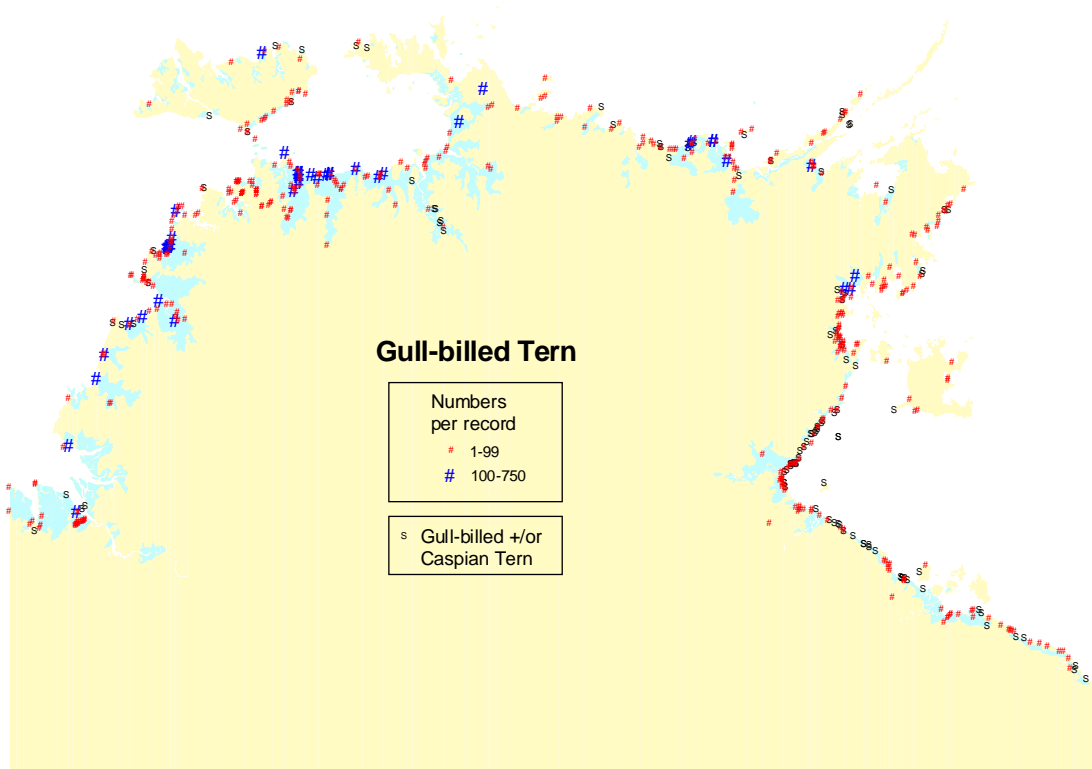 Gull-billed Tern
Numbers
per record
# 1-99
# 100-750
s Gull-billed +/or
Caspian Tern